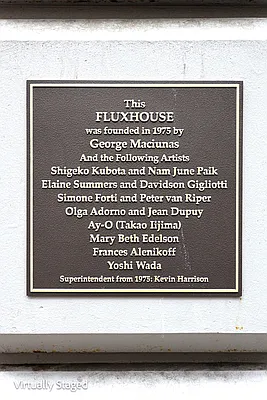 This
FLUXHOUSE
was founded in 1975 by
George Maciunas
And the Following Artists
Shigeko Kubota and Nam June Paik
Elaine Summers and Davidson Gigliotti
Simone Forti and Peter van Riper
Olga Adorno and Jean Dupuy
Ay-O (Takao Iijima)
Mary Beth Edelson
Frances Alenikoff
Yoshi Wada
Superintendent from 1975: Kevin Harrison
Virtually Staged